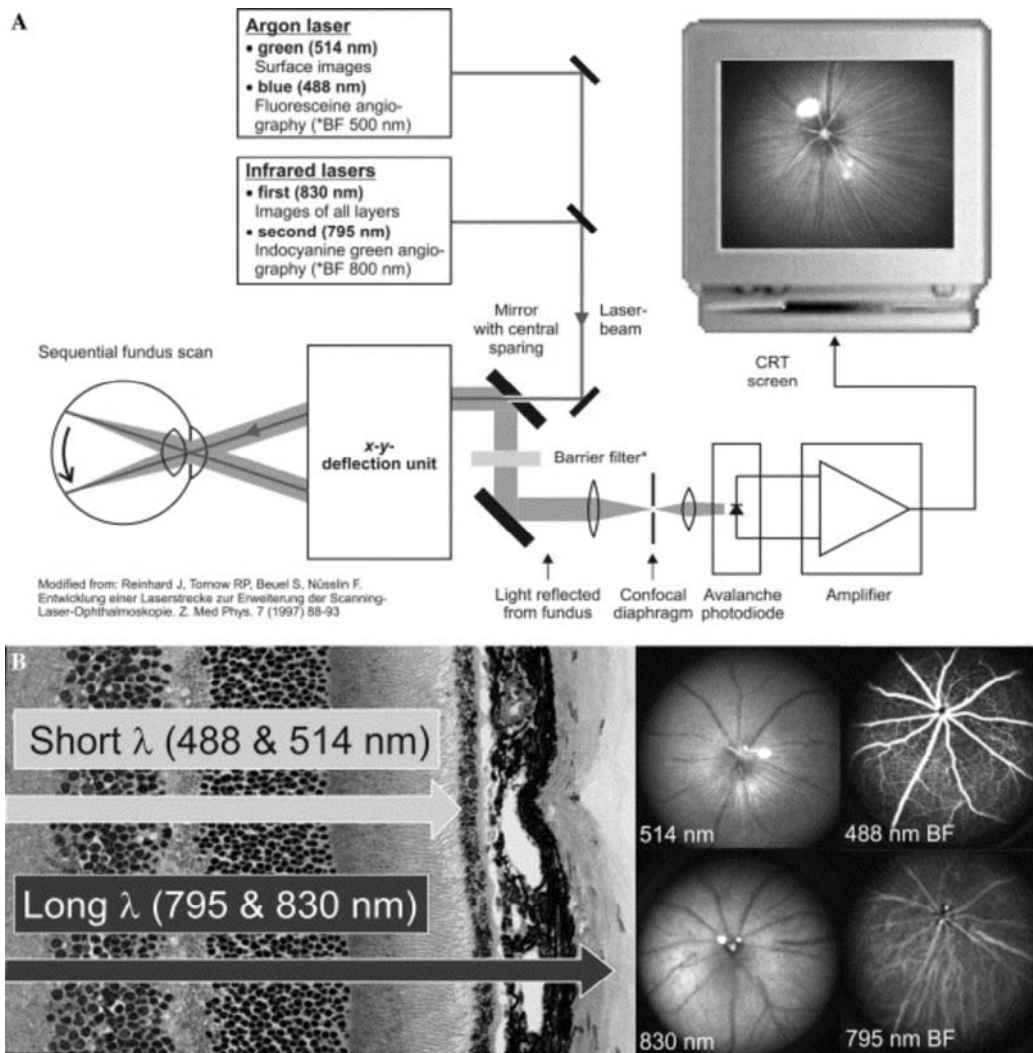 A
Argon laser
• green (514 nm)
Surface images
• blue (488 nm)
Fluoresceine angio-
graphy (*BF 500 nm)
Infrared lasers
• first (830 nm)
Images of all layers
• second (795 nm)
Indocyanine green angio-
graphy (*BF 800 nm)
Mirror
with central
sparing
Laser-
beam
CRT
screen
Sequential fundus scan
x-y-
deflection unit
Barrier filter*
Light reflected
from fundus
Confocal
diaphragm
Avalanche
photodiode
Amplifier
Modified from: Reinhard J, Tornow RP, Beuel S, Nüsslin F.
Entwicklung einer Laserstrecke zur Erweiterung der Scanning-
Laser-Ophthalmoskopie. Z. Med Phys. 7 (1997) 88-93
B
Short λ (488 & 514 nm)
Long λ (795 & 830 nm)
514 nm
488 nm BF
830 nm
795 nm BF